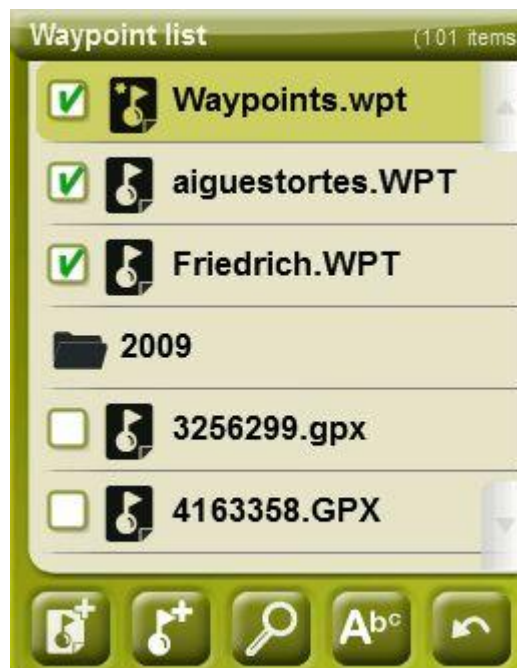 Waypoint list (101 items
Waypoints.wpt
aiguestortes.WPT
Friedrich.WPT
2009
3256299.gpx
4163358.GPX
Abc